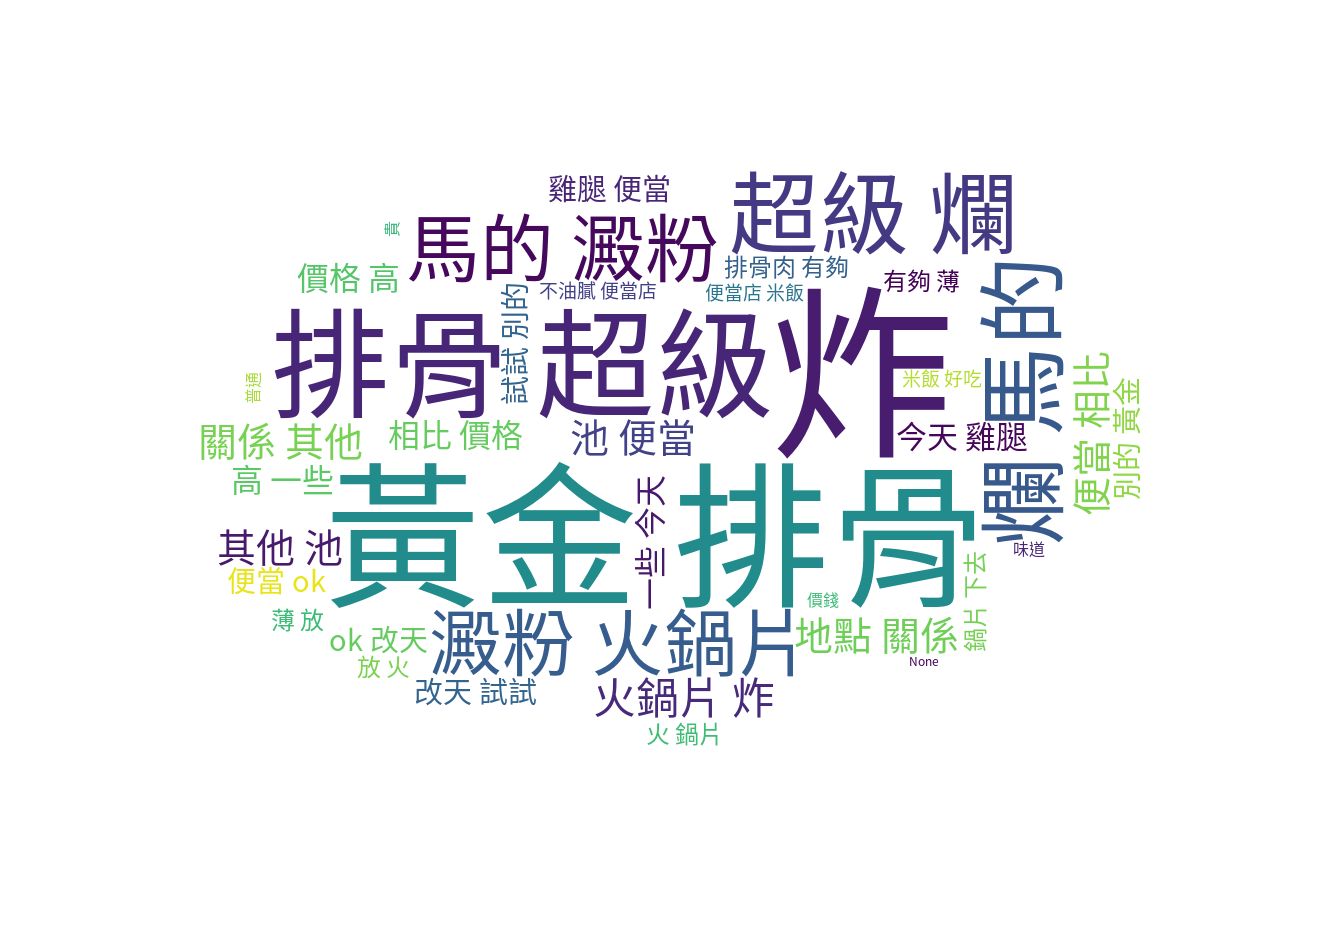 雞腿 便當
超級 爛
馬的 澱粉
貴
價格 高
排骨肉 有夠
有夠 薄
不油膩 便當店
便當店 米飯
試試 別的
爛 馬的
排骨 超級
炸
米飯 好吃
普通
便當 相比
別的 黃金
關係 其他
相比 價格
池 便當
今天 雞腿
高 一些
黃金 排骨
一些 今天
其他 池
味道
便當 ok
鍋片 下去
價錢
薄 放
ok 改天
澱粉 火鍋片
地點 關係
放 火
None
改天 試試
火鍋片 炸
火 鍋片